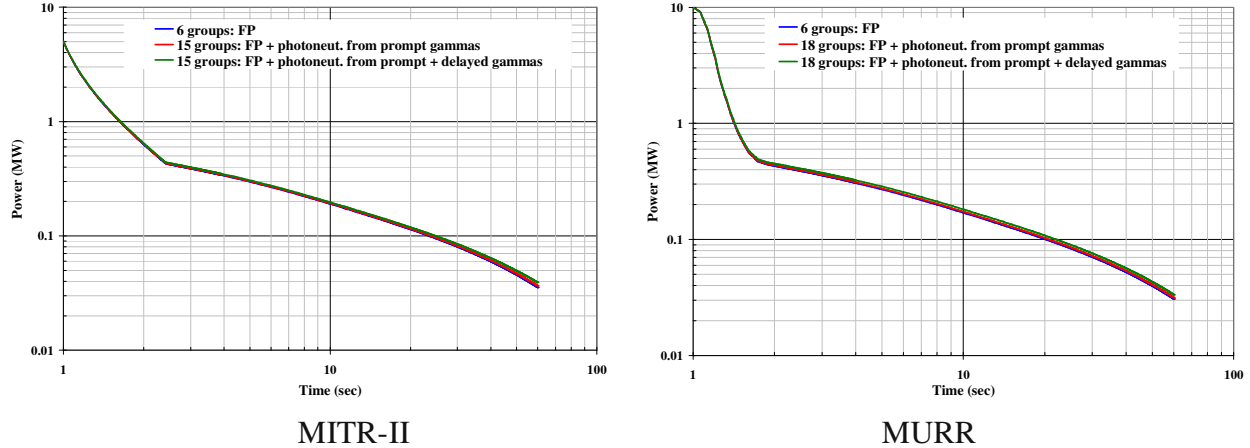 6 groups: FP
15 groups: FP + photoneut. from prompt gammas
15 groups: FP + photoneut. from prompt + delayed gammas
10
1
0.1
0.01
Power (MW)
1 10 100
Time (sec)
MITR-II
6 groups: FP
18 groups: FP + photoneut. from prompt gammas
18 groups: FP + photoneut. from prompt + delayed gammas
10
1
0.1
0.01
Power (MW)
1 10 100
Time (sec)
MURR